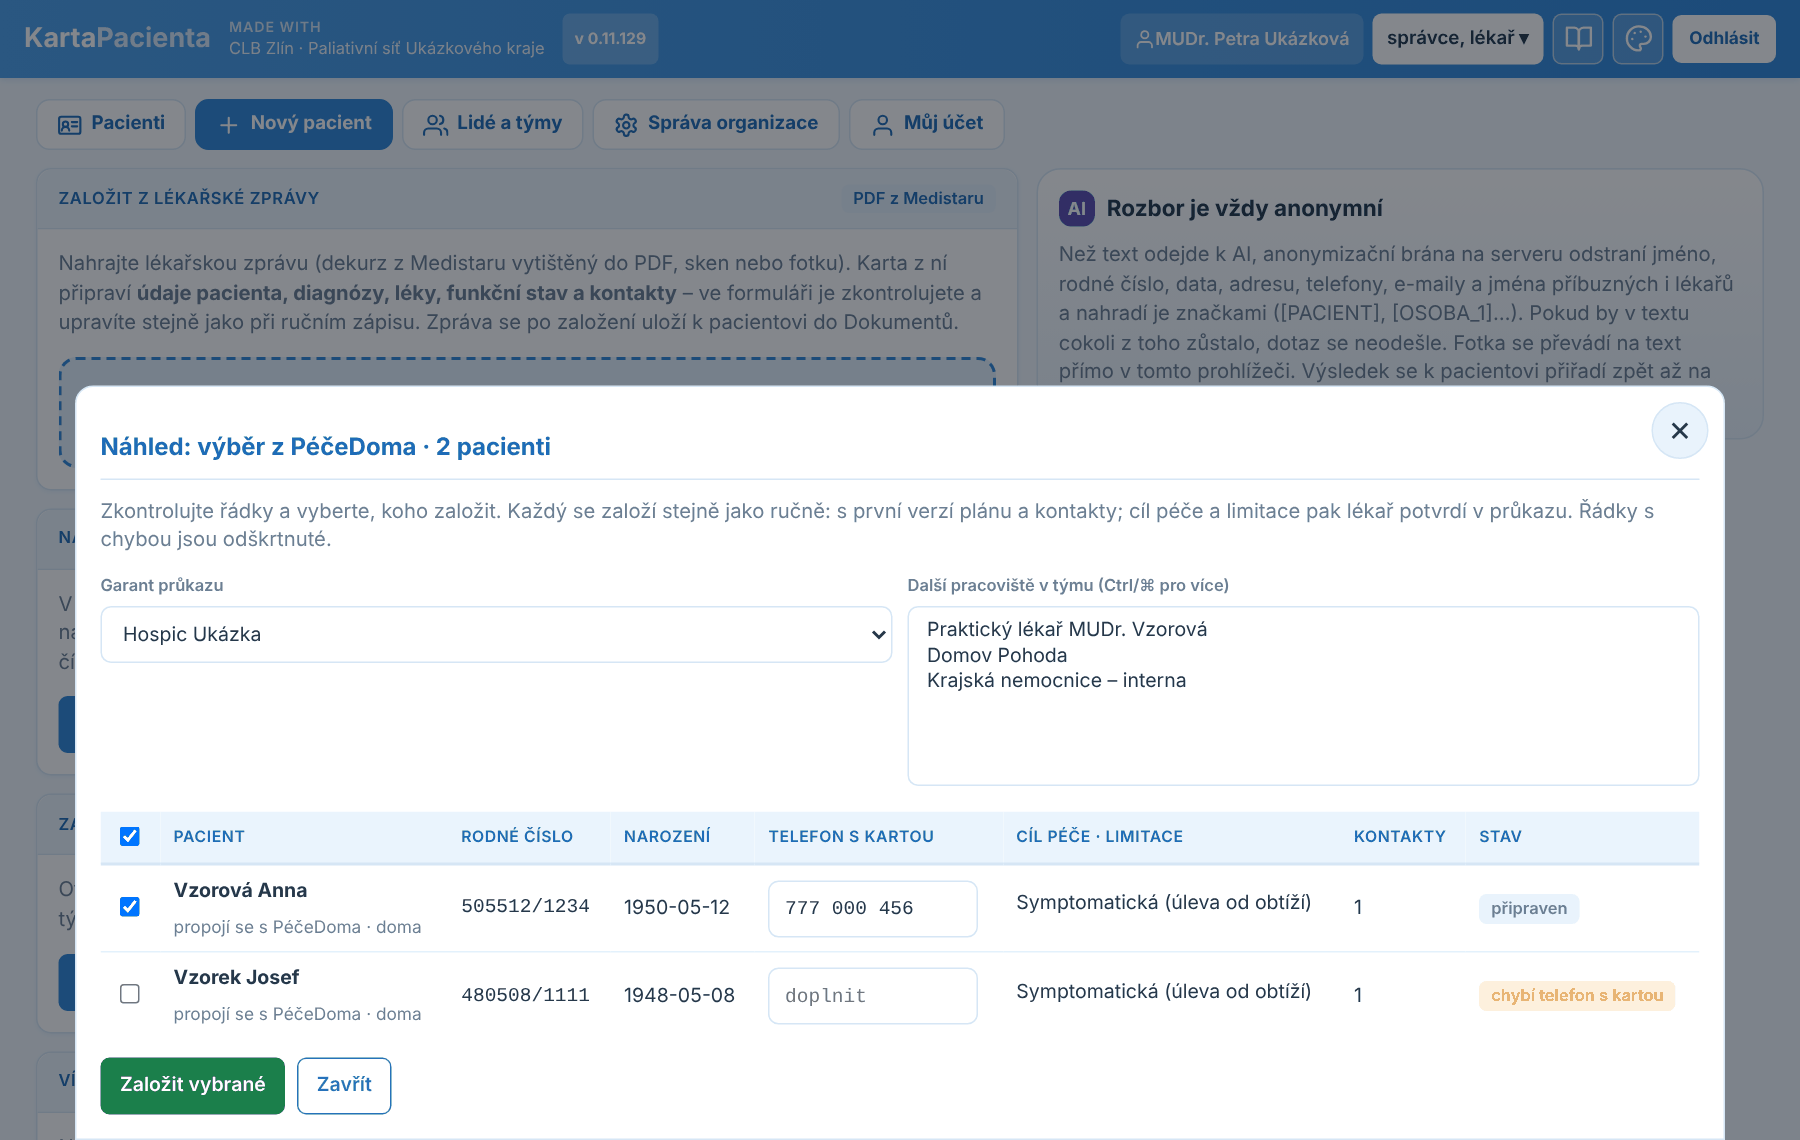 KartaPacienta
MADE WITH
CLB Zlín · Paliativní síť Ukázkového kraje
v 0.11.129
MUDr. Petra Ukázková
správce, lékař ▾
Odhlásit
Pacienti
Nový pacient
Lidé a týmy
Správa organizace
Můj účet
ZALOŽIT Z LÉKAŘSKÉ ZPRÁVY
PDF z Medistaru
Nahrajte lékařskou zprávu (dekurz z Medistaru vytištěný do PDF, sken nebo fotku). Karta z ní
připraví údaje pacienta, diagnózy, léky, funkční stav a kontakty – ve formuláři je zkontrolujete a
upravíte stejně jako při ručním zápisu. Zpráva se po založení uloží k pacientovi do Dokumentů.
AI Rozbor je vždy anonymní
Než text odejde k AI, anonymizační brána na serveru odstraní jméno,
rodné číslo, data, adresu, telefony, e-maily a jména příbuzných i lékařů
a nahradí je značkami ([PACIENT], [OSOBA_1]…). Pokud by v textu
cokoli z toho zůstalo, dotaz se neodešle. Fotka se převádí na text
přímo v tomto prohlížeči. Výsledek se k pacientovi přiřadí zpět až na
Náhled: výběr z PéčeDoma · 2 pacienti
Zkontrolujte řádky a vyberte, koho založit. Každý se založí stejně jako ručně: s první verzí plánu a kontakty; cíl péče a limitace pak lékař potvrdí v průkazu. Řádky s
chybou jsou odškrtnuté.
Garant průkazu
Hospic Ukázka
Další pracoviště v týmu (Ctrl/⌘ pro více)
Praktický lékař MUDr. Vzorová
Domov Pohoda
Krajská nemocnice – interna
PACIENT RODNÉ ČÍSLO NAROZENÍ TELEFON S KARTOU CÍL PÉČE · LIMITACE KONTAKTY STAV
Vzorová Anna
propojí se s PéčeDoma · doma
505512/1234 1950-05-12 777 000 456 Symptomatická (úleva od obtíží) 1 připraven
Vzorek Josef
propojí se s PéčeDoma · doma
480508/1111 1948-05-08 doplnit Symptomatická (úleva od obtíží) 1 chybí telefon s kartou
Založit vybrané
Zavřít